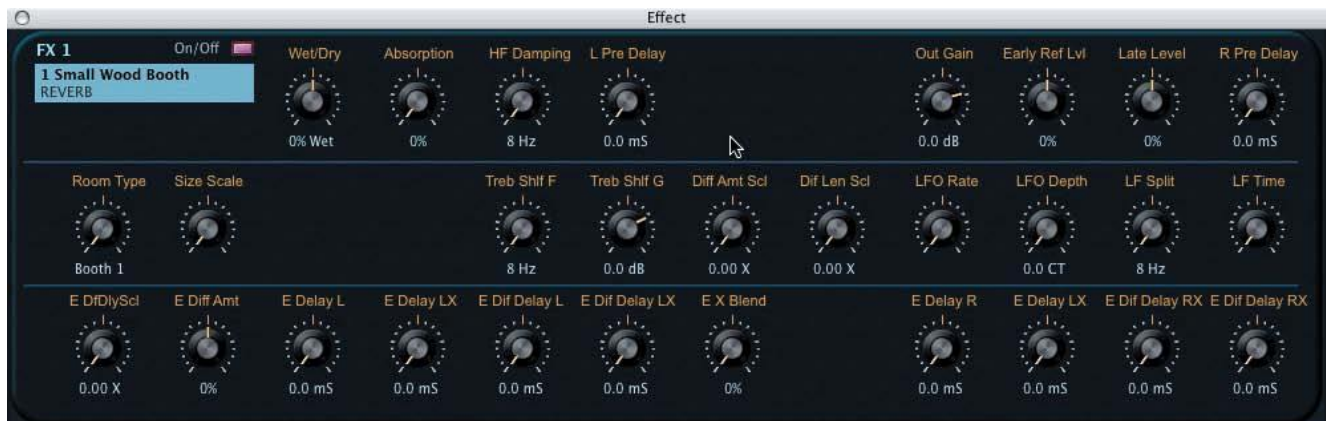 Effect
FX 1 On/Off
1 Small Wood Booth
REVERB
Wet/Dry Absorption HF Damping L Pre Delay Out Gain Early Ref Lvl Late Level R Pre Delay
0% Wet 0% 8 Hz 0.0 mS 0.0 dB 0% 0% 0.0 mS
Room Type Size Scale Treb Shlf F Treb Shlf G Diff Amt Scl Dif Len Scl LFO Rate LFO Depth LF Split LF Time
Booth 1 8 Hz 0.0 dB 0.00 X 0.00 X 0.0 CT 8 Hz
E DfDlyScl E Diff Amt E Delay L E Delay LX E Dif Delay L E Dif Delay LX E X Blend E Delay R E Delay LX E Dif Delay RX E Dif Delay RX
0.00 X 0% 0.0 mS 0.0 mS 0.0 mS 0.0 mS 0% 0.0 mS 0.0 mS 0.0 mS 0.0 mS